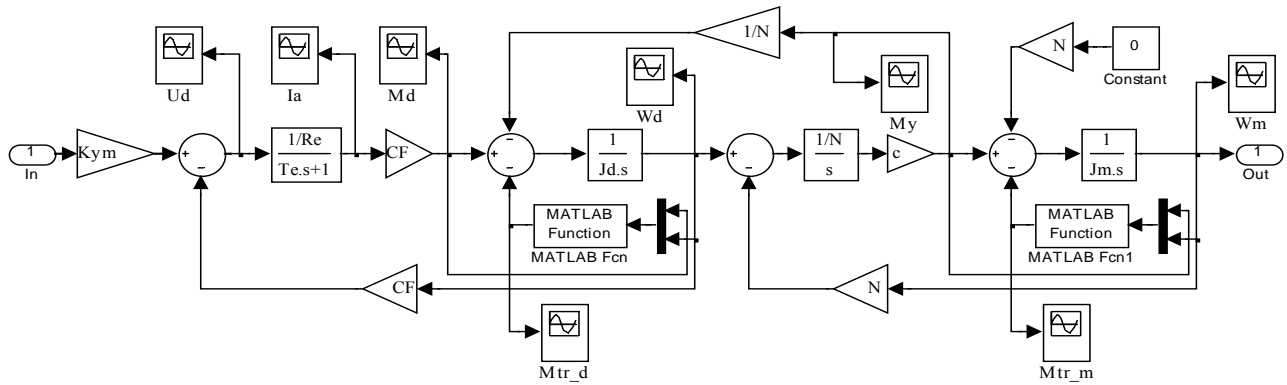 Ud
Ia
Md
1/N
Wd
My
N
0
Constant
Wm
1
In
Kym
+
−
1/Re
Te.s+1
CF
+
−
−
1
Jd.s
+
−
1/N
s
c
+
−
−
1
Jm.s
1
Out
MATLAB
Function
MATLAB Fcn
MATLAB
Function
MATLAB Fcn1
CF
N
Mtr_d
Mtr_m